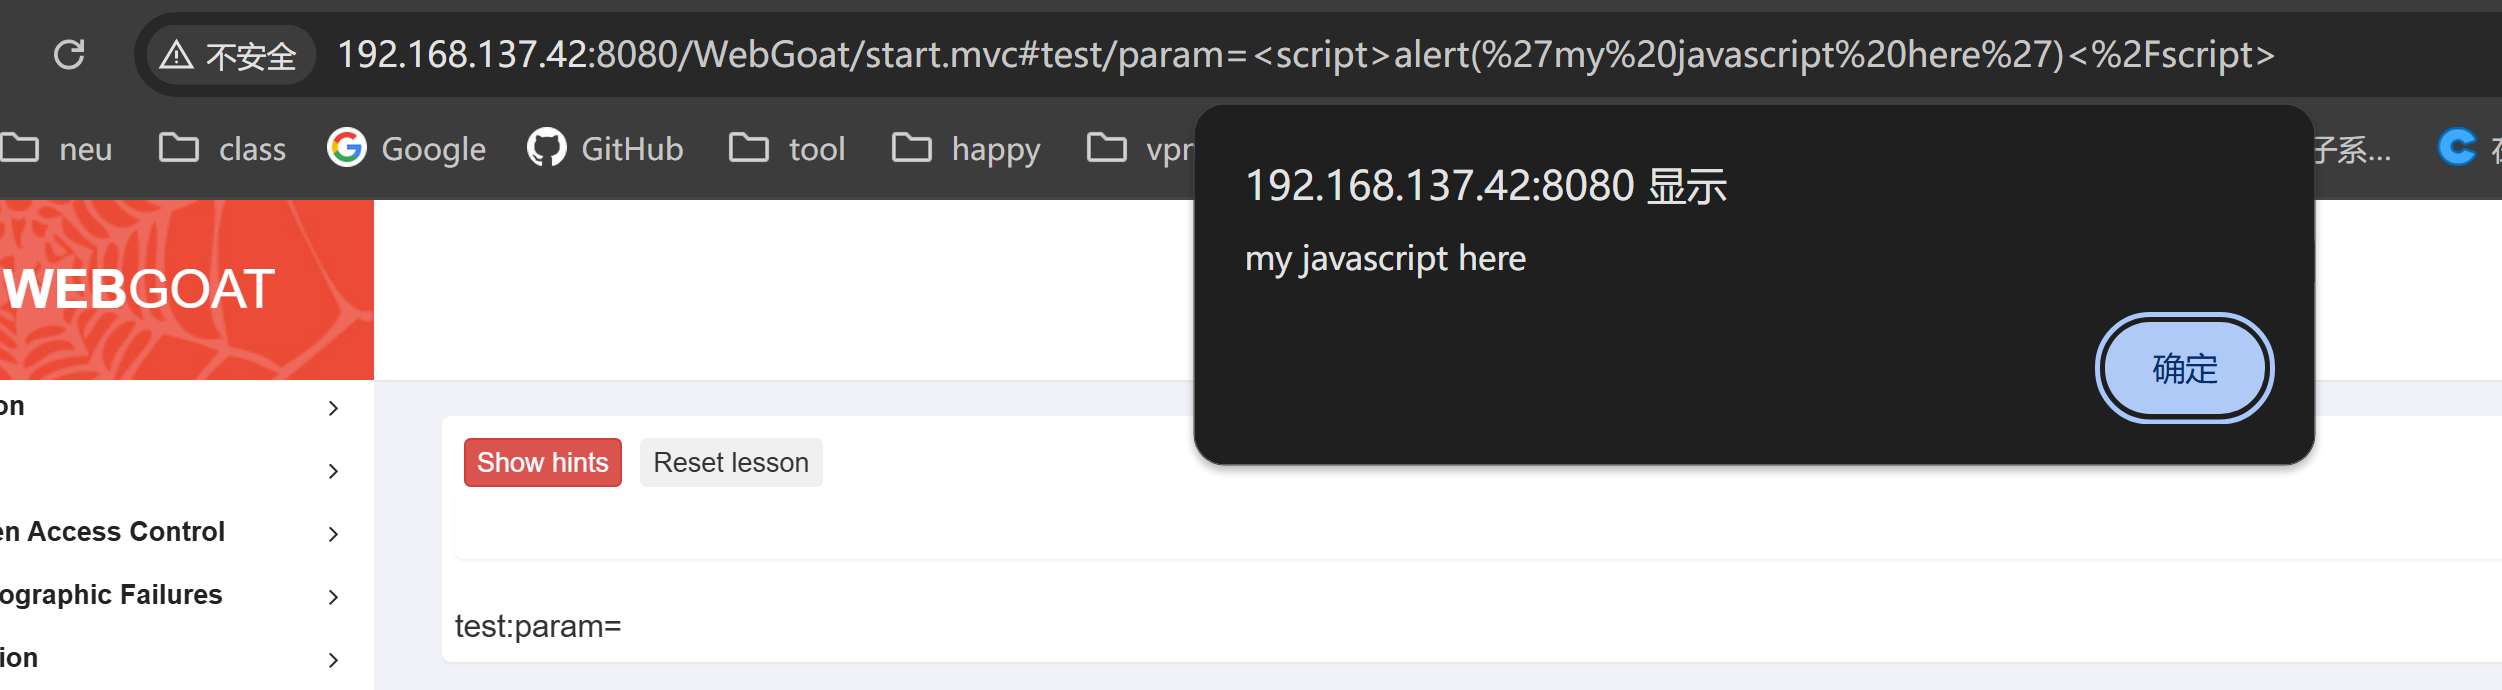 不安全 192.168.137.42:8080/WebGoat/start.mvc#test/param=<script>alert(%27my%20javascript%20here%27)<%2Fscript>
neu class Google GitHub tool happy vpn 子系...
192.168.137.42:8080 显示
my javascript here
确定
WEBGOAT
on
Show hints Reset lesson
en Access Control
ographic Failures
tion
test:param=